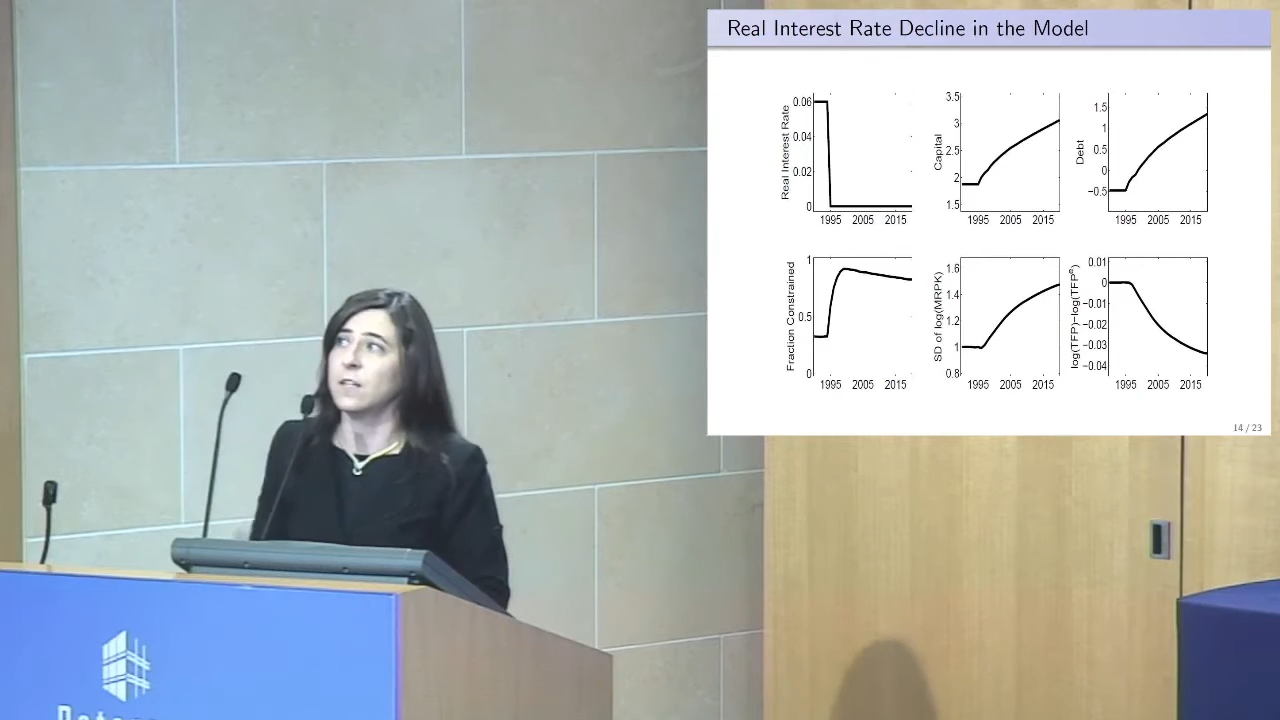 Real Interest Rate Decline in the Model
Real Interest Rate
0.06
0.04
0.02
0
1995 2005 2015
Capital
3.5
3
2.5
2
1.5
1995 2005 2015
Debt
1.5
1
0.5
0
−0.5
1995 2005 2015
Fraction Constrained
1
0.5
0
1995 2005 2015
SD of log(MRPK)
1.6
1.4
1.2
1
0.8
1995 2005 2015
log(TFP)−log(TFPᵉ)
0.01
0
−0.01
−0.02
−0.03
−0.04
1995 2005 2015
14 / 23